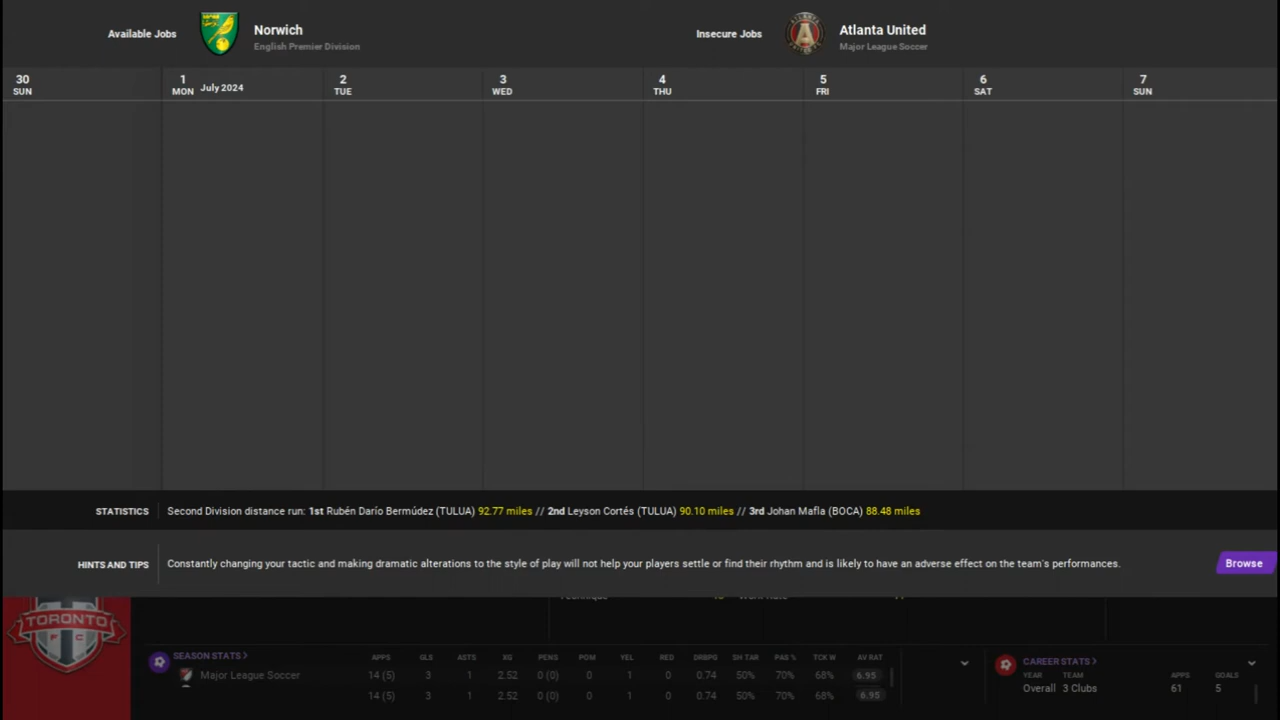 Available Jobs Norwich Insecure Jobs Atlanta United
English Premier Division Major League Soccer
30 1 2 3 4 5 6 7
SUN MON July 2024 TUE WED THU FRI SAT SUN
STATISTICS Second Division distance run: 1st Rubén Darío Bermúdez (TULUA) 92.77 miles // 2nd Leyson Cortés (TULUA) 90.10 miles // 3rd Johan Mafla (BOCA) 88.48 miles
HINTS AND TIPS Constantly changing your tactic and making dramatic alterations to the style of play will not help your players settle or find their rhythm and is likely to have an adverse effect on the team's performances. Browse
TORONTO
FC
SEASON STATS > APPS GLS ASTS XG PENS POM YEL RED DRBPG SH TAR PAS % TCK W AV RAT
Major League Soccer 14 (5) 3 1 2.52 0 (0) 0 1 0 0.74 50% 70% 68% 6.95
14 (5) 3 1 2.52 0 (0) 0 1 0 0.74 50% 70% 68% 6.95
CAREER STATS >
YEAR TEAM APPS GOALS
Overall 3 Clubs 61 5